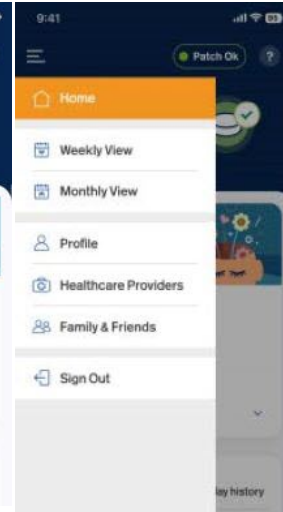 9:41
Patch Ok
?
Home
Weekly View
Monthly View
Profile
Healthcare Providers
Family & Friends
Sign Out
lay history